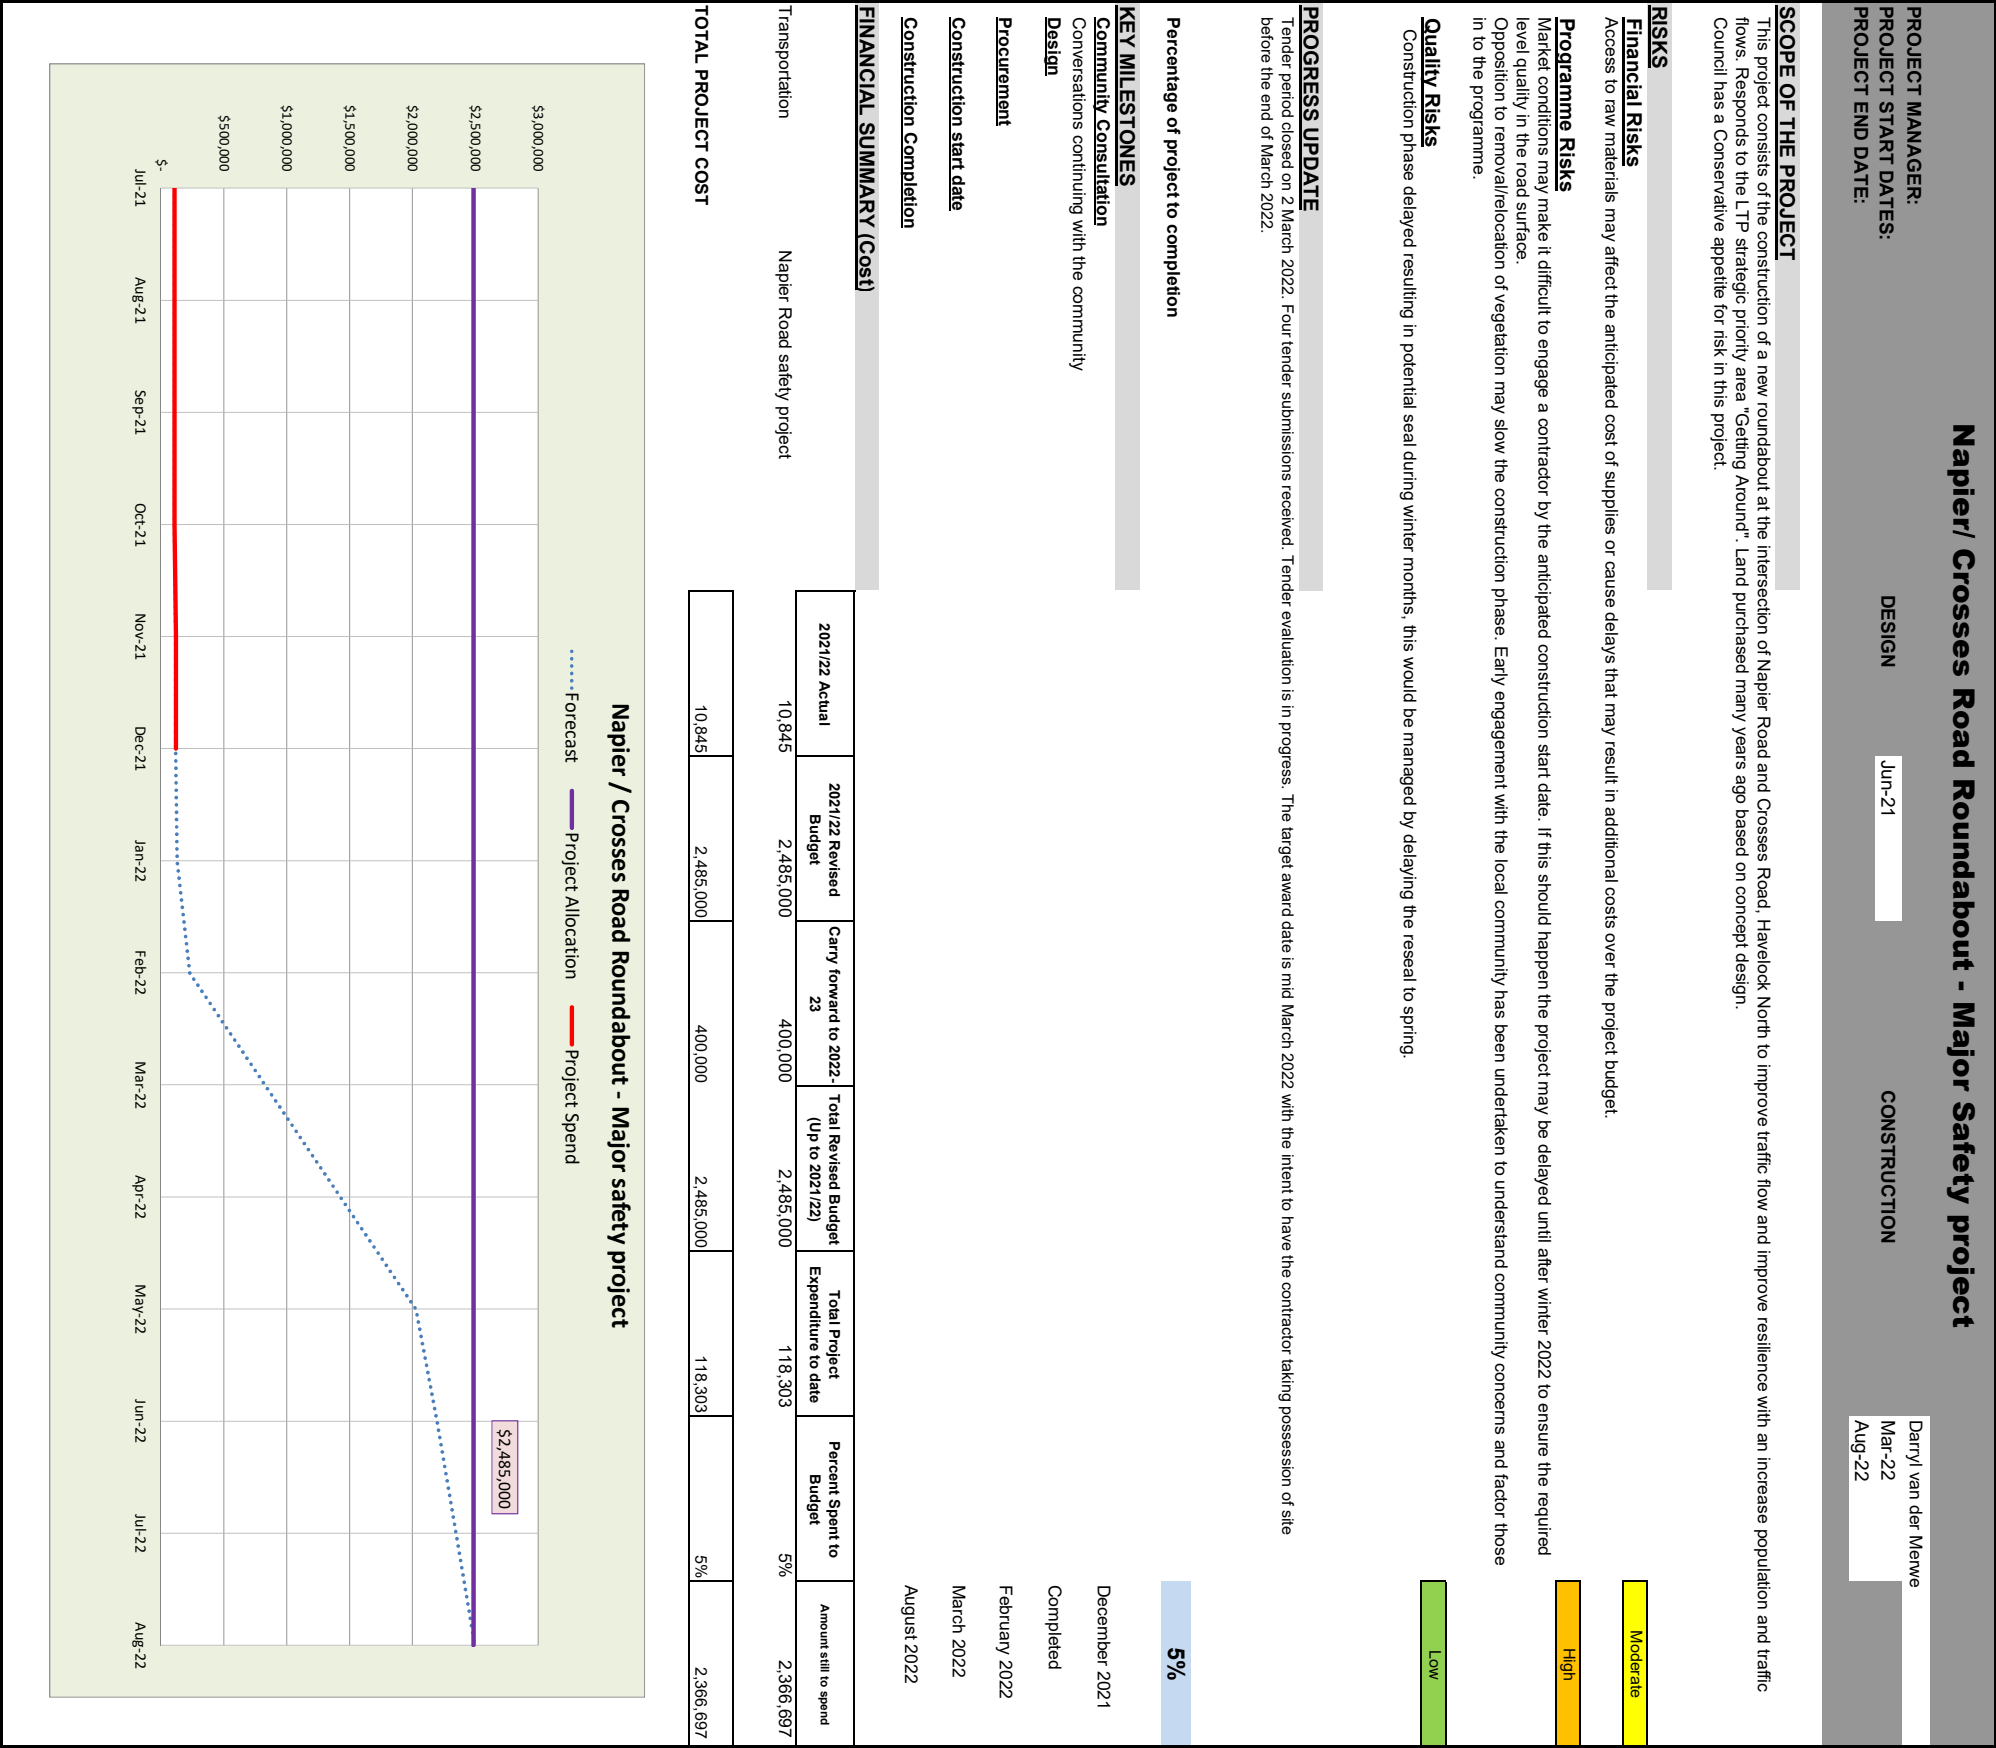 Napier/ Crosses Road Roundabout - Major Safety project
PROJECT MANAGER: Darryl van der Merwe
PROJECT START DATES: DESIGN Jun-21 CONSTRUCTION Mar-22
PROJECT END DATE: Aug-22
SCOPE OF THE PROJECT
This project consists of the construction of a new roundabout at the intersection of Napier Road and Crosses Road, Havelock North to improve traffic flow and improve resilience with an increase population and traffic
flows. Responds to the LTP strategic priority area "Getting Around". Land purchased many years ago based on concept design.
Council has a Conservative appetite for risk in this project.
RISKS
Financial Risks Moderate
Access to raw materials may affect the anticipated cost of supplies or cause delays that may result in additional costs over the project budget.
Programme Risks High
Market conditions may make it difficult to engage a contractor by the anticipated construction start date. If this should happen the project may be delayed until after winter 2022 to ensure the required
level quality in the road surface.
Opposition to removal/relocation of vegetation may slow the construction phase. Early engagement with the local community has been undertaken to understand community concerns and factor those
in to the programme.
Quality Risks Low
Construction phase delayed resulting in potential seal during winter months, this would be managed by delaying the reseal to spring.
PROGRESS UPDATE
Tender period closed on 2 March 2022. Four tender submissions received. Tender evaluation is in progress. The target award date is mid March 2022 with the intent to have the contractor taking possession of site
before the end of March 2022.
Percentage of project to completion 5%
KEY MILESTONES
Community Consultation December 2021
Conversations continuing with the community
Design Completed
Procurement February 2022
Construction start date March 2022
Construction Completion August 2022
FINANCIAL SUMMARY (Cost)
2021/22 Actual 2021/22 Revised Budget Carry forward to 2022-23 Total Revised Budget (Up to 2021/22) Total Project Expenditure to date Percent Spent to Budget Amount still to spend
Transportation Napier Road safety project 10,845 2,485,000 400,000 2,485,000 118,303 5% 2,366,697
TOTAL PROJECT COST 10,845 2,485,000 400,000 2,485,000 118,303 5% 2,366,697
Napier / Crosses Road Roundabout - Major safety project
Forecast Project Allocation Project Spend
$3,000,000
$2,500,000
$2,000,000
$1,500,000
$1,000,000
$500,000
$-
$2,485,000
Jul-21 Aug-21 Sep-21 Oct-21 Nov-21 Dec-21 Jan-22 Feb-22 Mar-22 Apr-22 May-22 Jun-22 Jul-22 Aug-22